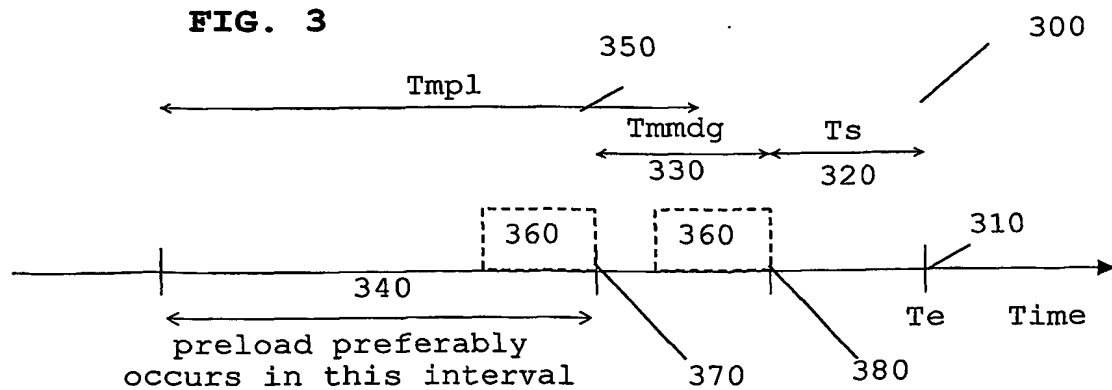 FIG. 3
350
300
Tmpl
Tmmdg
Ts
330
320
360
360
310
340
Te
Time
preload preferably
occurs in this interval
370
380